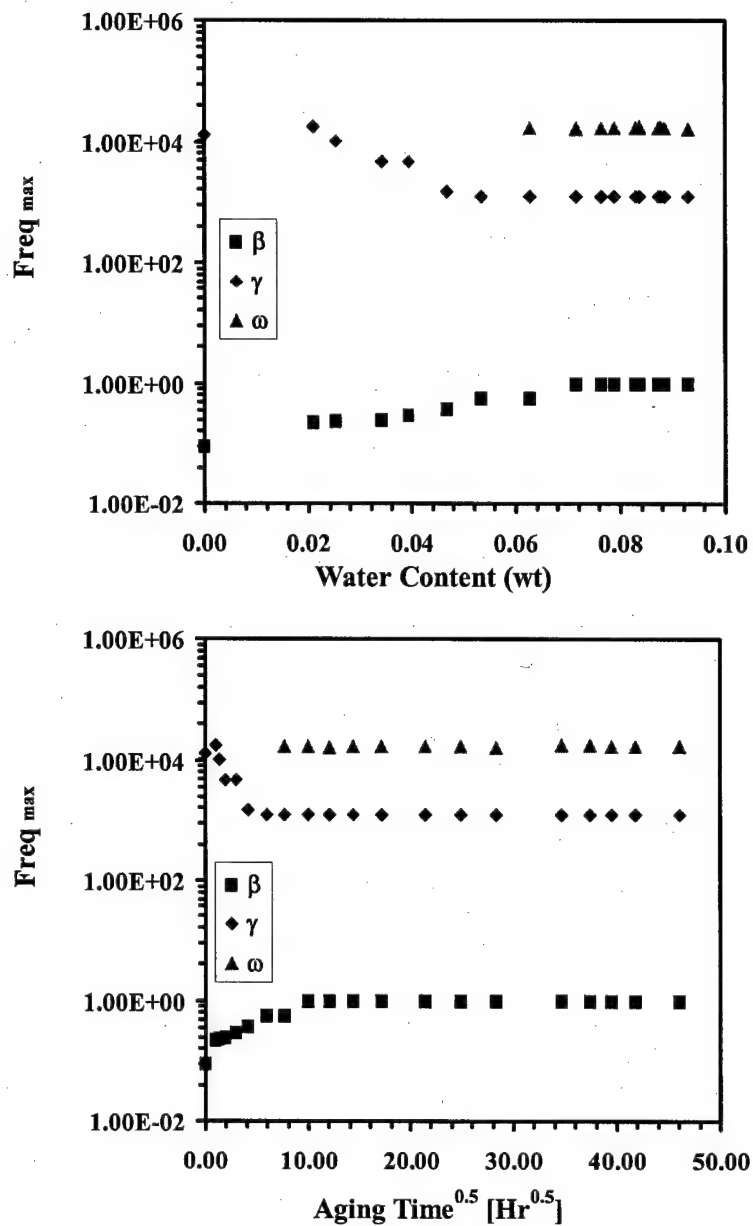 1.00E+06
1.00E+04
1.00E+02
1.00E+00
1.00E-02
Freq max
β
γ
ω
0.00 0.02 0.04 0.06 0.08 0.10
Water Content (wt)
1.00E+06
1.00E+04
1.00E+02
1.00E+00
1.00E-02
Freq max
β
γ
ω
0.00 10.00 20.00 30.00 40.00 50.00
Aging Time^0.5 [Hr^0.5]